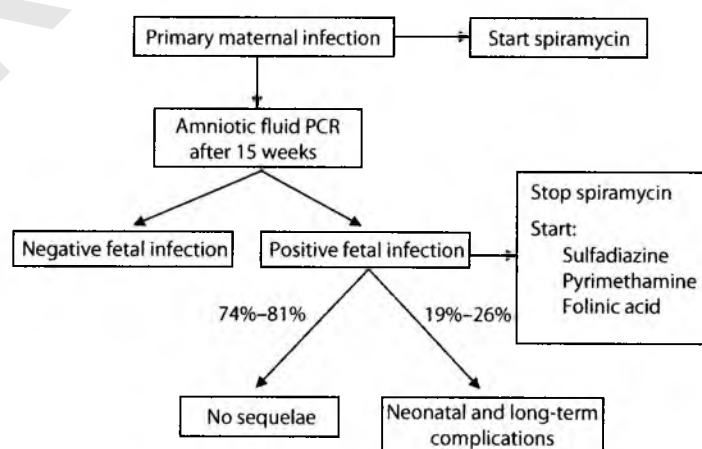 Primary maternal infection
Start spiramycin
Amniotic fluid PCR
after 15 weeks
Negative fetal infection
Positive fetal infection
Stop spiramycin
Start:
Sulfadiazine
Pyrimethamine
Folinic acid
74%–81%
19%–26%
No sequelae
Neonatal and long-term
complications